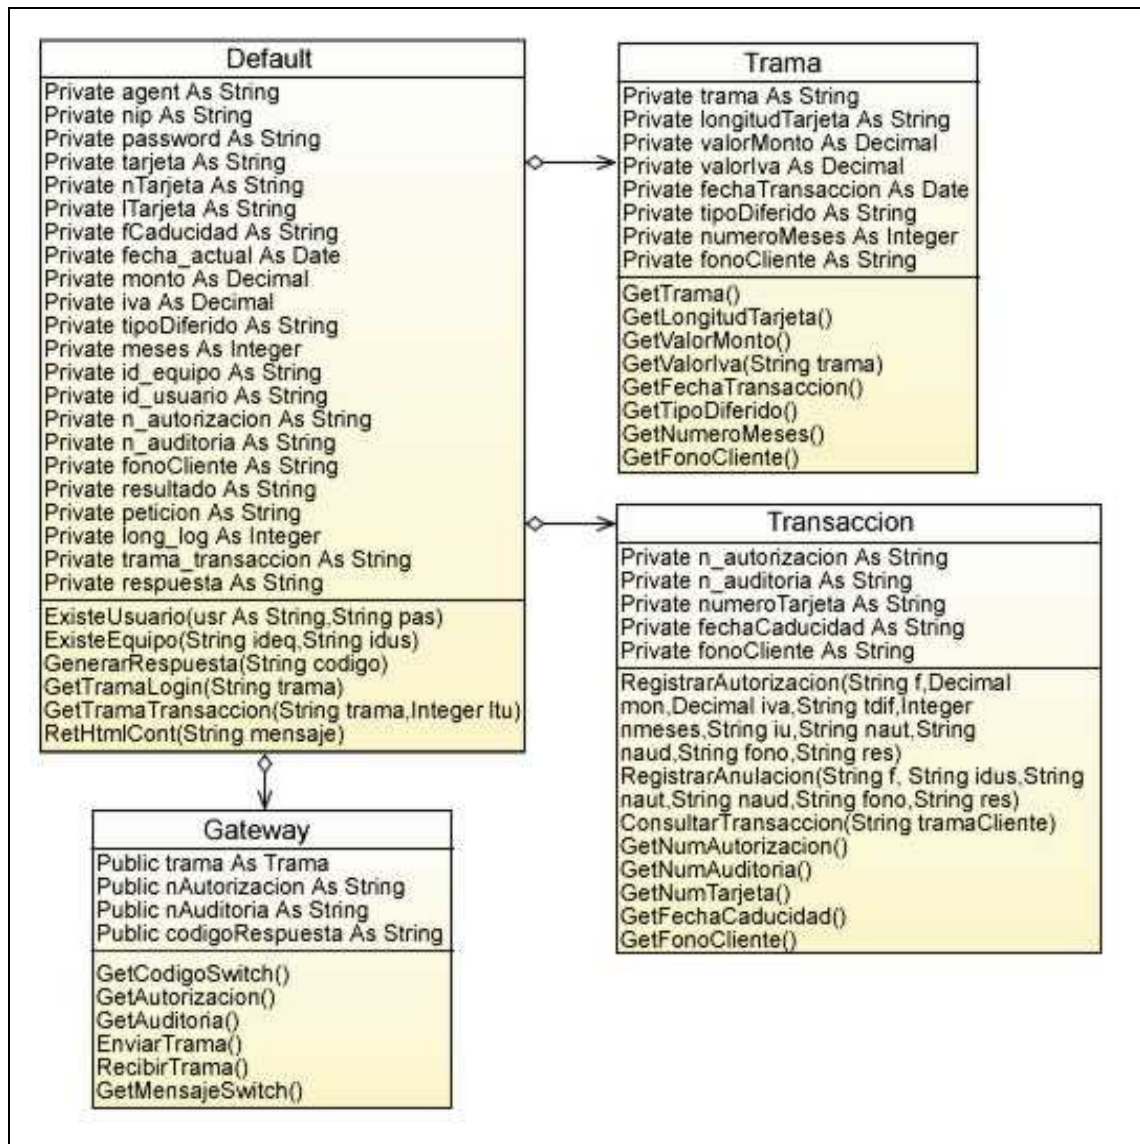 Default
Private agent As String
Private nip As String
Private password As String
Private tarjeta As String
Private nTarjeta As String
Private lTarjeta As String
Private fCaducidad As String
Private fecha_actual As Date
Private monto As Decimal
Private iva As Decimal
Private tipoDiferido As String
Private meses As Integer
Private id_equipo As String
Private id_usuario As String
Private n_autorizacion As String
Private n_auditoria As String
Private fonoCliente As String
Private resultado As String
Private peticion As String
Private long_log As Integer
Private trama_transaccion As String
Private respuesta As String
ExisteUsuario(usr As String,String pas)
ExisteEquipo(String ideq,String idus)
GenerarRespuesta(String codigo)
GetTramaLogin(String trama)
GetTramaTransaccion(String trama,Integer ltu)
RetHtmlCont(String mensaje)
Trama
Private trama As String
Private longitudTarjeta As String
Private valorMonto As Decimal
Private valorIva As Decimal
Private fechaTransaccion As Date
Private tipoDiferido As String
Private numeroMeses As Integer
Private fonoCliente As String
GetTrama()
GetLongitudTarjeta()
GetValorMonto()
GetValorIva(String trama)
GetFechaTransaccion()
GetTipoDiferido()
GetNumeroMeses()
GetFonoCliente()
Transaccion
Private n_autorizacion As String
Private n_auditoria As String
Private numeroTarjeta As String
Private fechaCaducidad As String
Private fonoCliente As String
RegistrarAutorizacion(String f,Decimal
mon,Decimal iva,String tdif,Integer
nmeses,String iu,String naut,String
naud,String fono,String res)
RegistrarAnulacion(String f, String idus,String
naut,String naud,String fono,String res)
ConsultarTransaccion(String tramaCliente)
GetNumAutorizacion()
GetNumAuditoria()
GetNumTarjeta()
GetFechaCaducidad()
GetFonoCliente()
Gateway
Public trama As Trama
Public nAutorizacion As String
Public nAuditoria As String
Public codigoRespuesta As String
GetCodigoSwitch()
GetAutorizacion()
GetAuditoria()
EnviarTrama()
RecibirTrama()
GetMensajeSwitch()